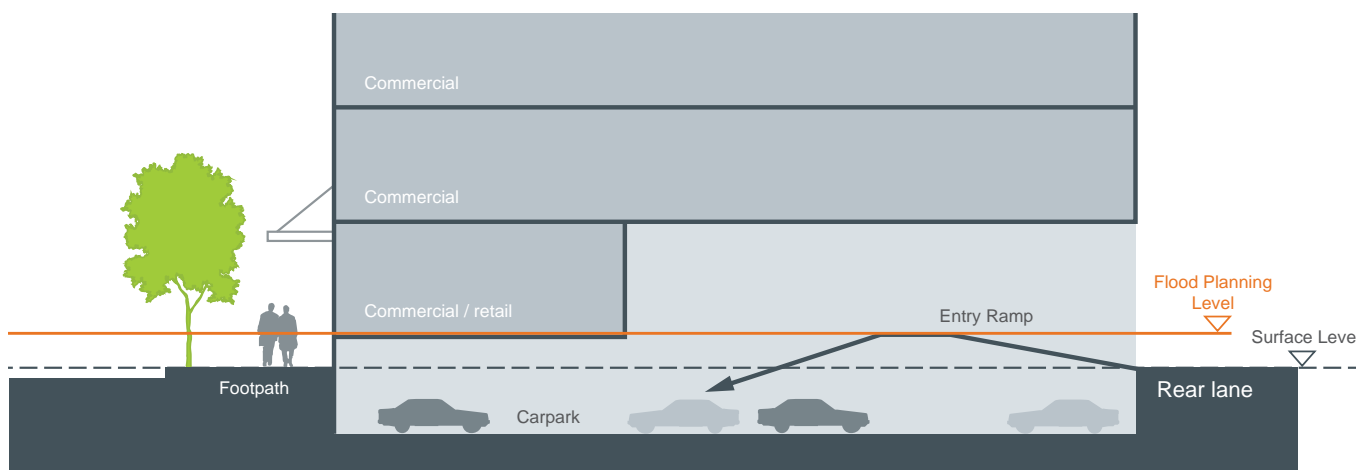 Commercial
Commercial
Commercial / retail
Flood Planning
Level
Entry Ramp
Surface Leve
Footpath
Rear lane
Carpark